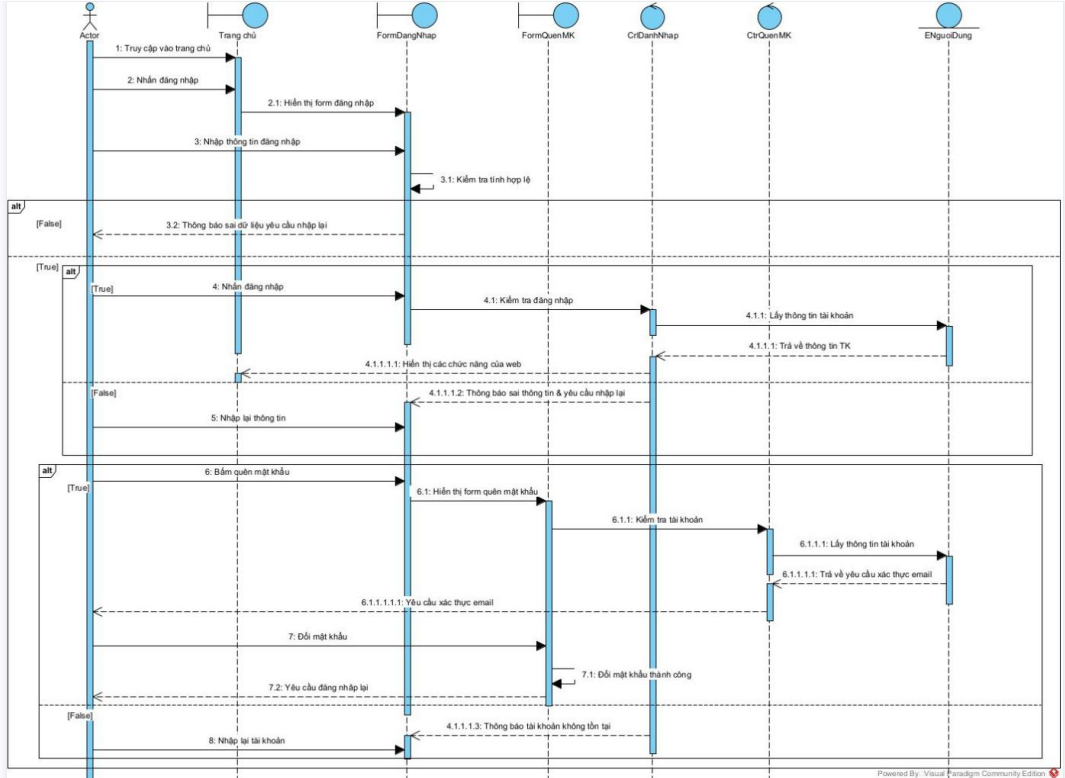 Actor
Trang chủ
FormDangNhap
FormQuenMK
CrlDanhNhap
CtrQuenMK
ENguoiDung
1: Truy cập vào trang chủ
2: Nhấn đăng nhập
2.1: Hiển thị form đăng nhập
3: Nhập thông tin đăng nhập
3.1: Kiểm tra tính hợp lệ
alt
[False]
3.2: Thông báo sai dữ liệu yêu cầu nhập lại
[True]
alt
[True]
4: Nhấn đăng nhập
4.1: Kiểm tra đăng nhập
4.1.1: Lấy thông tin tài khoản
4.1.1.1: Trả về thông tin TK
4.1.1.1.1: Hiển thị các chức năng của web
[False]
4.1.1.1.2: Thông báo sai thông tin & yêu cầu nhập lại
5: Nhập lại thông tin
alt
6: Bấm quên mật khẩu
[True]
6.1: Hiển thị form quên mật khẩu
6.1.1: Kiểm tra tài khoản
6.1.1.1: Lấy thông tin tài khoản
6.1.1.1.1: Trả về yêu cầu xác thực email
6.1.1.1.1.1: Yêu cầu xác thực email
7: Đổi mật khẩu
7.1: Đổi mật khẩu thành công
7.2: Yêu cầu đăng nhập lại
[False]
4.1.1.1.3: Thông báo tài khoản không tồn tại
8: Nhập lại tài khoản
Powered By Visual Paradigm Community Edition